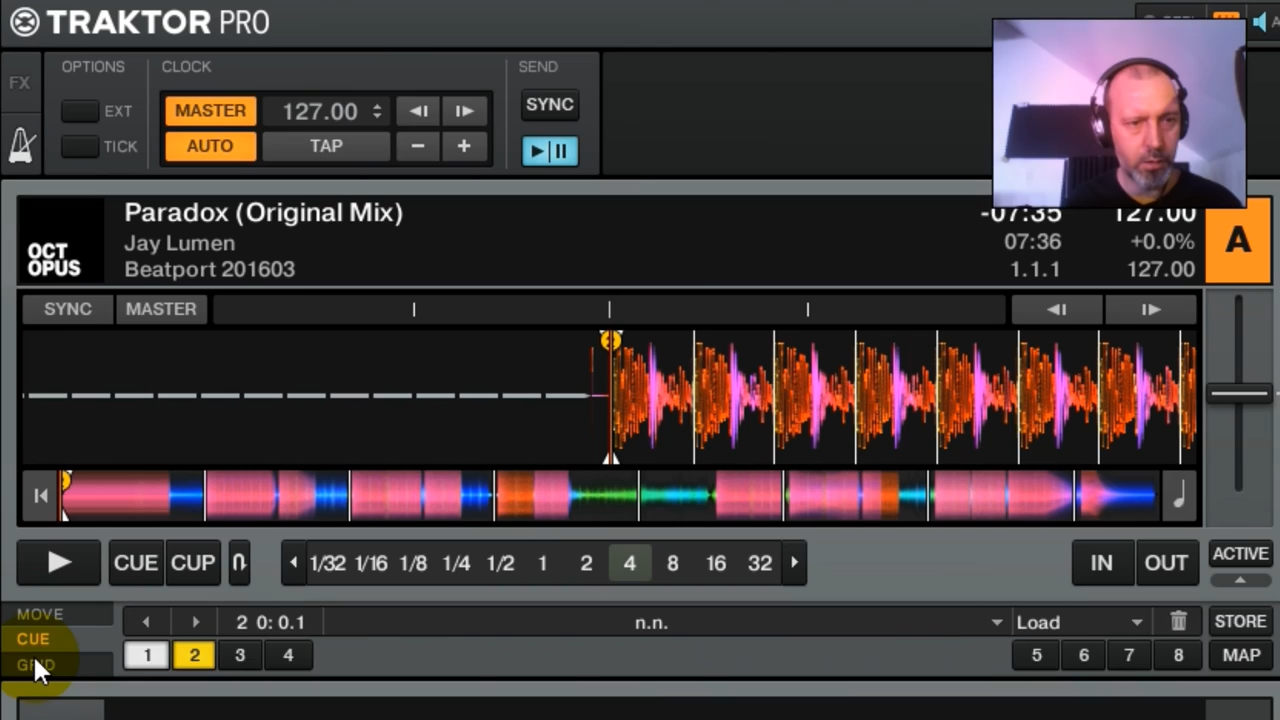 TRAKTOR PRO
OPTIONS CLOCK SEND
FX
EXT MASTER 127.00 SYNC
TICK AUTO TAP − +
Paradox (Original Mix) -07:35 127.00
Jay Lumen 07:36 +0.0%
Beatport 201603 1.1.1 127.00
OCT
OPUS
A
SYNC MASTER
CUE CUP 1/32 1/16 1/8 1/4 1/2 1 2 4 8 16 32 IN OUT ACTIVE
MOVE
CUE
GRID
2 0: 0.1 n.n. Load STORE
1 2 3 4 5 6 7 8 MAP